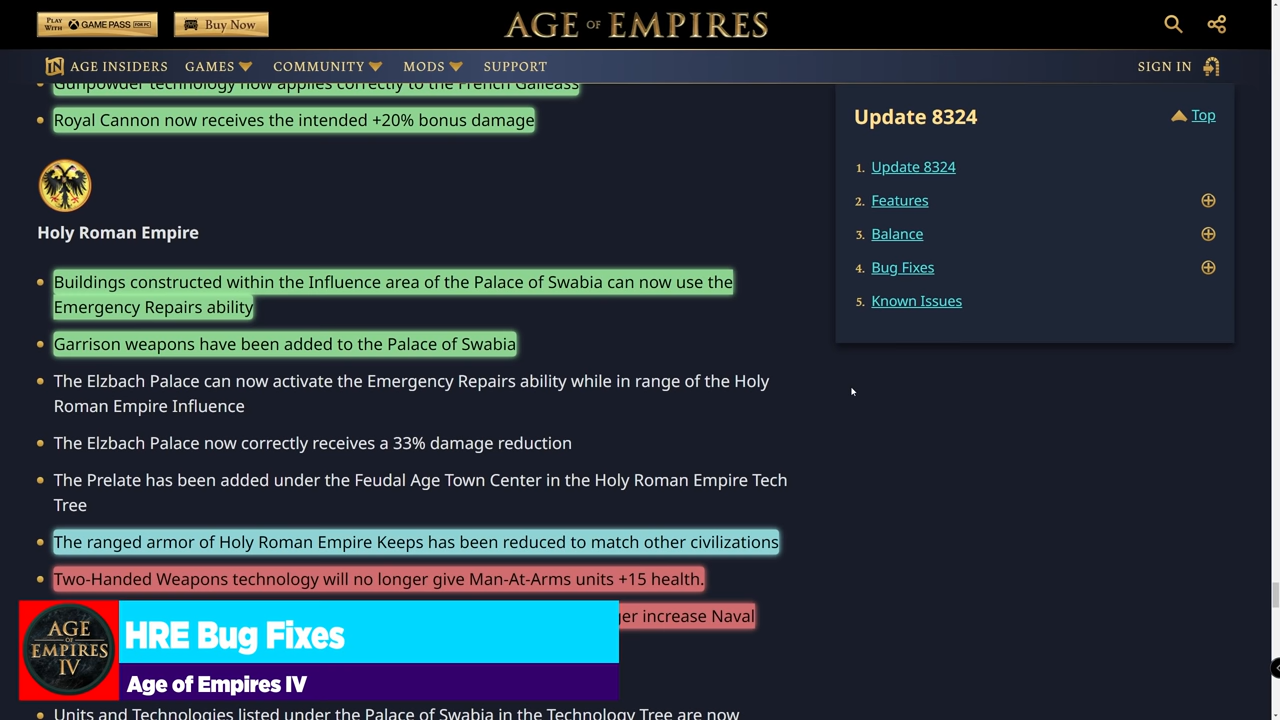 PLAY WITH XBOX GAME PASS FOR PC
Buy Now
AGE OF EMPIRES
AGE INSIDERS
GAMES
COMMUNITY
MODS
SUPPORT
SIGN IN
Gunpowder technology now applies correctly to the French Galleass
Royal Cannon now receives the intended +20% bonus damage
Holy Roman Empire
Buildings constructed within the Influence area of the Palace of Swabia can now use the
Emergency Repairs ability
Garrison weapons have been added to the Palace of Swabia
The Elzbach Palace can now activate the Emergency Repairs ability while in range of the Holy
Roman Empire Influence
The Elzbach Palace now correctly receives a 33% damage reduction
The Prelate has been added under the Feudal Age Town Center in the Holy Roman Empire Tech
Tree
The ranged armor of Holy Roman Empire Keeps has been reduced to match other civilizations
Two-Handed Weapons technology will no longer give Man-At-Arms units +15 health.
increase Naval
Units and Technologies listed under the Palace of Swabia in the Technology Tree are now
Update 8324
Top
1. Update 8324
2. Features
3. Balance
4. Bug Fixes
5. Known Issues
AGE OF EMPIRES IV
HRE Bug Fixes
Age of Empires IV